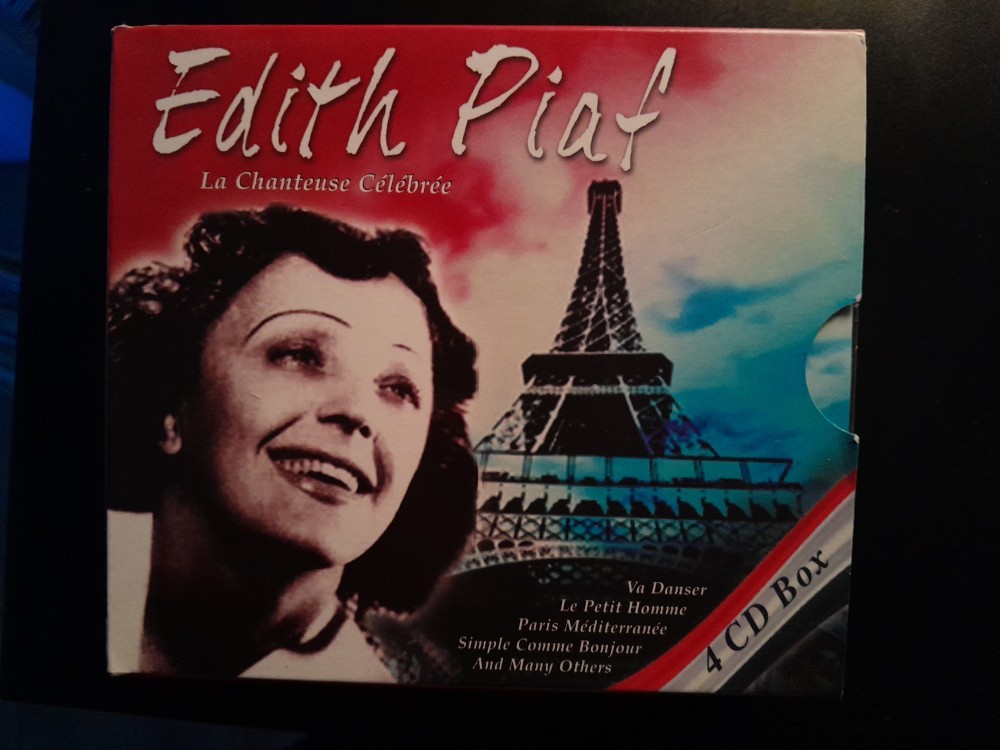 Edith Piaf
La Chanteuse Célébrée
Va Danser
Le Petit Homme
Paris Méditerranée
Simple Comme Bonjour
And Many Others
4 CD Box